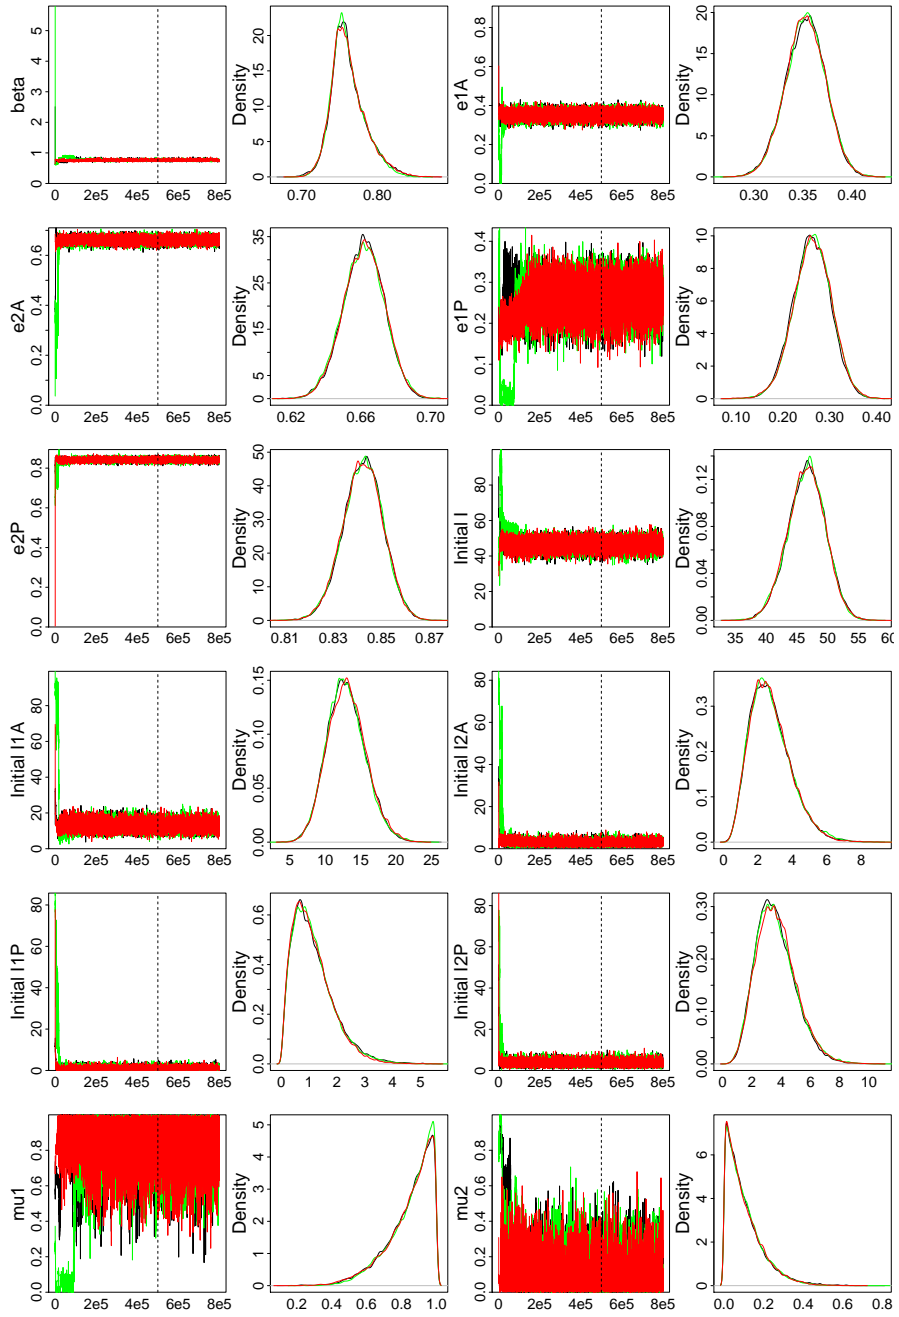 beta
0 1 2 3 4 5
0 2e5 4e5 6e5 8e5
Density
0 5 10 15 20
0.70 0.80
e1A
0.0 0.2 0.4 0.6 0.8
0 2e5 4e5 6e5 8e5
Density
0 5 10 15 20
0.30 0.35 0.40
e2A
0.0 0.2 0.4 0.6
0 2e5 4e5 6e5 8e5
Density
0 5 15 25 35
0.62 0.66 0.70
e1P
0.0 0.1 0.2 0.3 0.4
0 2e5 4e5 6e5 8e5
Density
0 2 4 6 8 10
0.10 0.20 0.30 0.40
e2P
0.0 0.2 0.4 0.6 0.8
0 2e5 4e5 6e5 8e5
Density
0 10 20 30 40 50
0.81 0.83 0.85 0.87
Initial I
0 20 40 60 80
0 2e5 4e5 6e5 8e5
Density
0.00 0.04 0.08 0.12
35 40 45 50 55 60
Initial I1A
0 20 40 60 80
0 2e5 4e5 6e5 8e5
Density
0.00 0.05 0.10 0.15
5 10 15 20 25
Initial I2A
0 20 40 60 80
0 2e5 4e5 6e5 8e5
Density
0.0 0.1 0.2 0.3
0 2 4 6 8
Initial I1P
0 20 40 60 80
0 2e5 4e5 6e5 8e5
Density
0.0 0.2 0.4 0.6
0 1 2 3 4 5
Initial I2P
0 20 40 60 80
0 2e5 4e5 6e5 8e5
Density
0.00 0.10 0.20 0.30
0 2 4 6 8 10
mu1
0.0 0.2 0.4 0.6 0.8
0 2e5 4e5 6e5 8e5
Density
0 1 2 3 4 5
0.2 0.4 0.6 0.8 1.0
mu2
0.0 0.2 0.4 0.6 0.8
0 2e5 4e5 6e5 8e5
Density
0 2 4 6
0.0 0.2 0.4 0.6 0.8